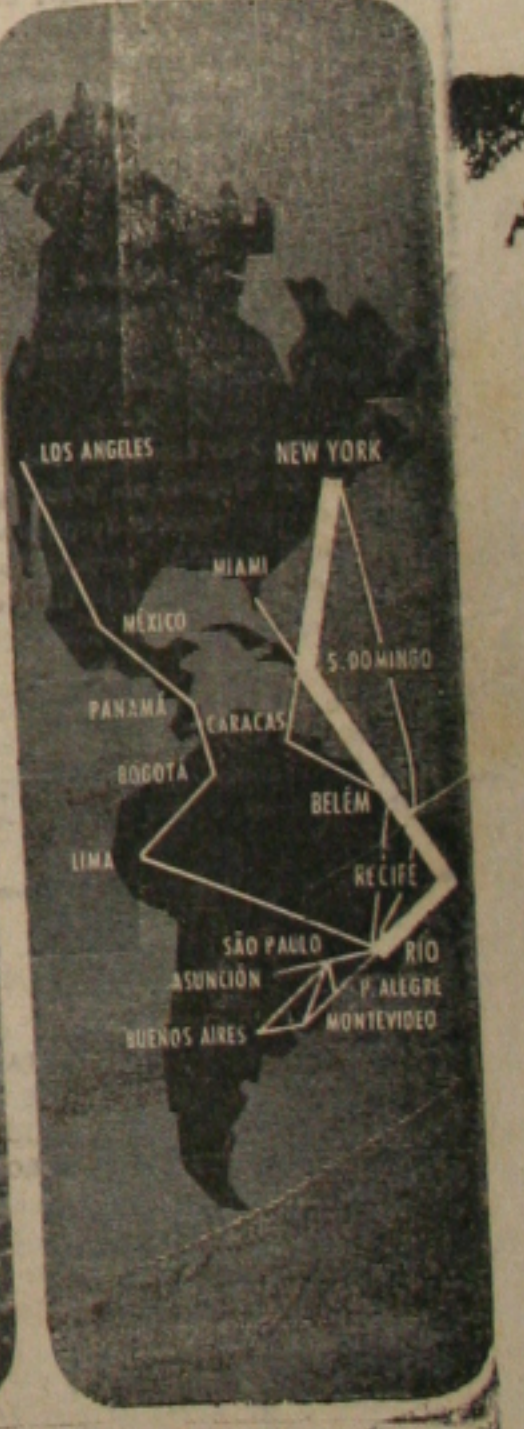 LOS ANGELES
NEW YORK
MIAMI
MÉXICO
S. DOMINGO
PANAMÁ
CARACAS
BOGOTÁ
BELÉM
LIMA
RECIFE
SÃO PAULO
RIO
ASUNCIÓN
P. ALEGRE
MONTEVIDEO
BUENOS AIRES